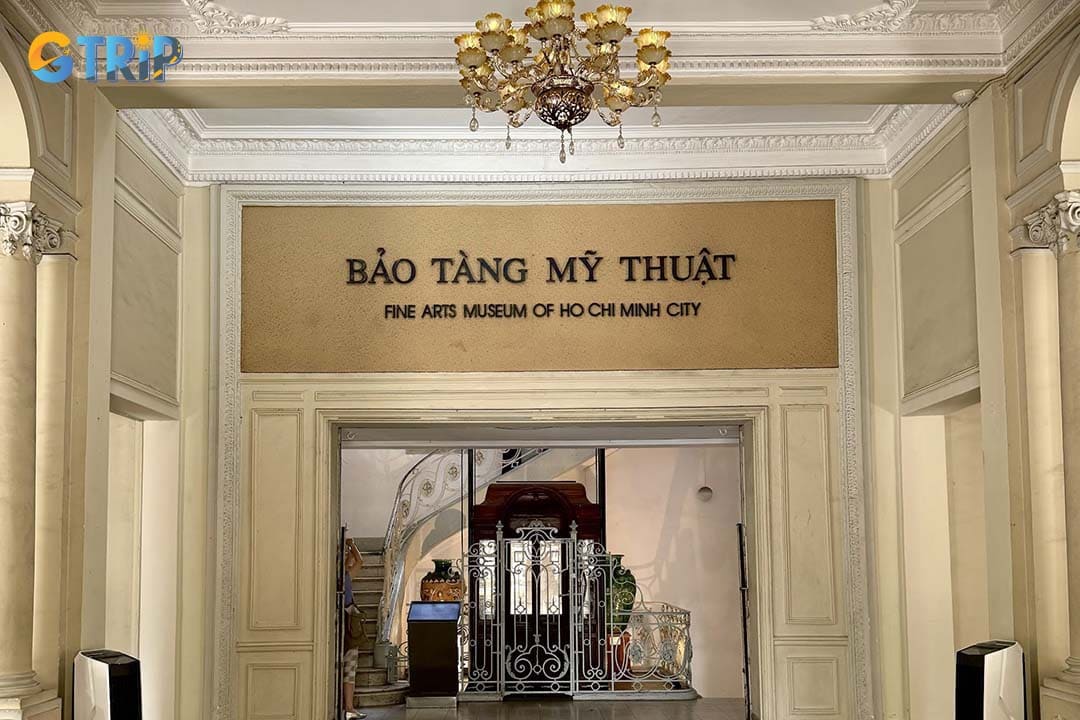 GTRIP
BẢO TÀNG MỸ THUẬT
FINE ARTS MUSEUM OF HO CHI MINH CITY